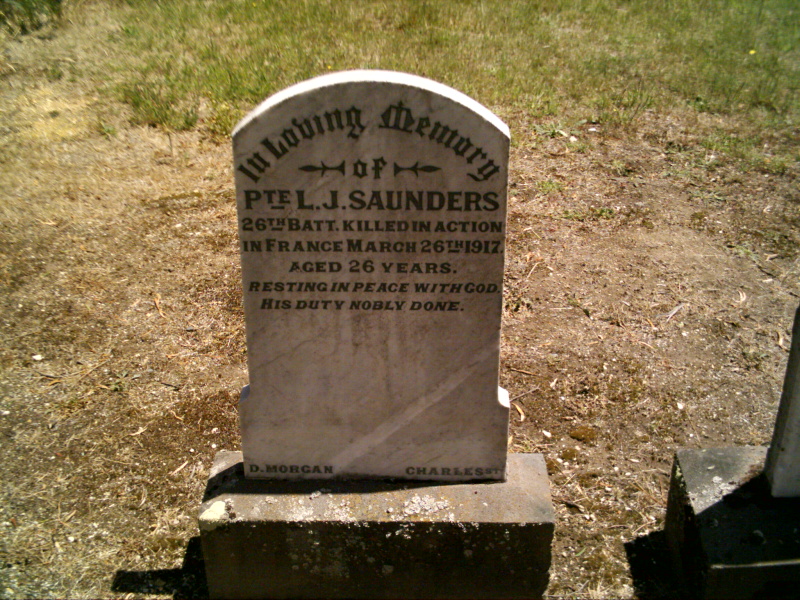 In Loving Memory
OF
PTE L. J. SAUNDERS
26TH BATT. KILLED IN ACTION
IN FRANCE MARCH 26TH 1917.
AGED 26 YEARS.
RESTING IN PEACE WITH GOD.
HIS DUTY NOBLY DONE.
D. MORGAN CHARLES ST